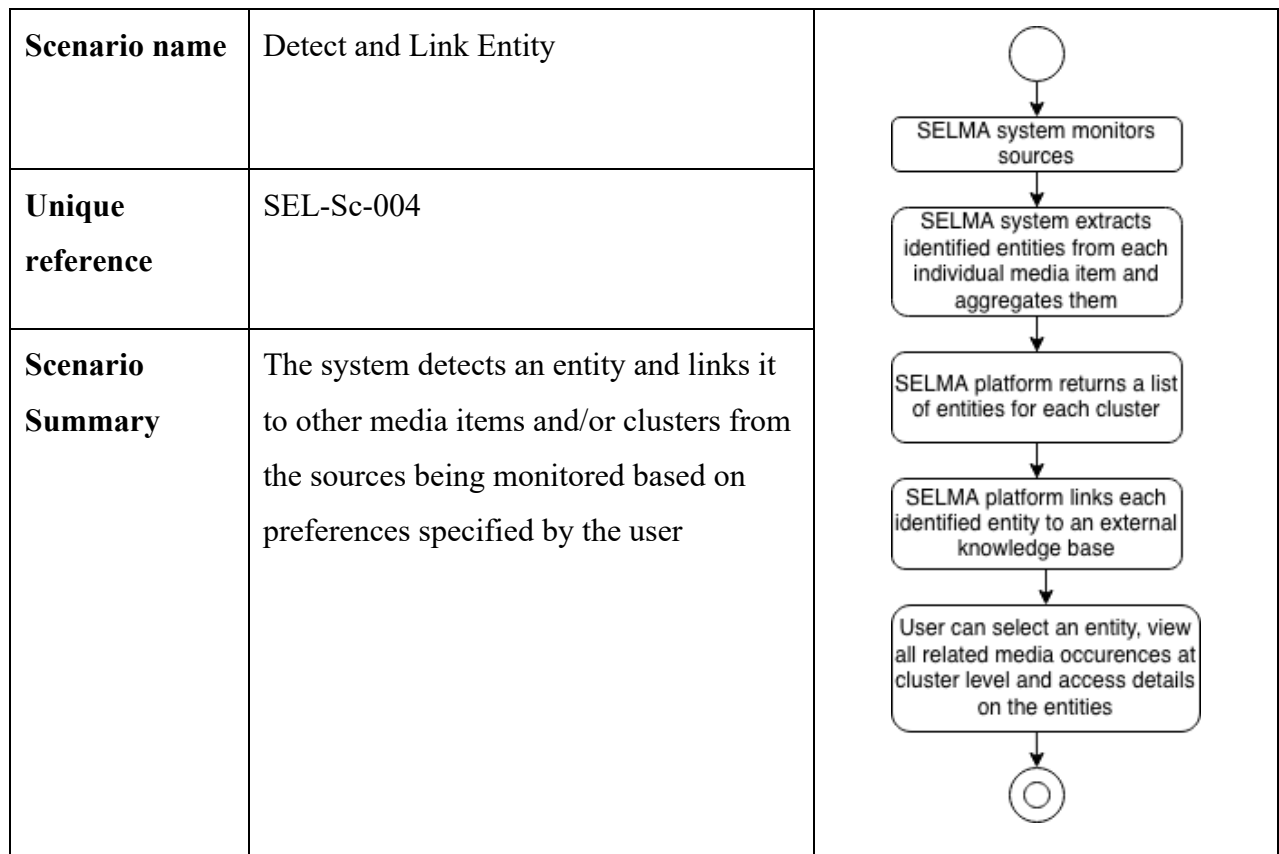 Scenario name
Detect and Link Entity
Unique
reference
SEL-Sc-004
Scenario
Summary
The system detects an entity and links it
to other media items and/or clusters from
the sources being monitored based on
preferences specified by the user
SELMA system monitors
sources
SELMA system extracts
identified entities from each
individual media item and
aggregates them
SELMA platform returns a list
of entities for each cluster
SELMA platform links each
identified entity to an external
knowledge base
User can select an entity, view
all related media occurences at
cluster level and access details
on the entities